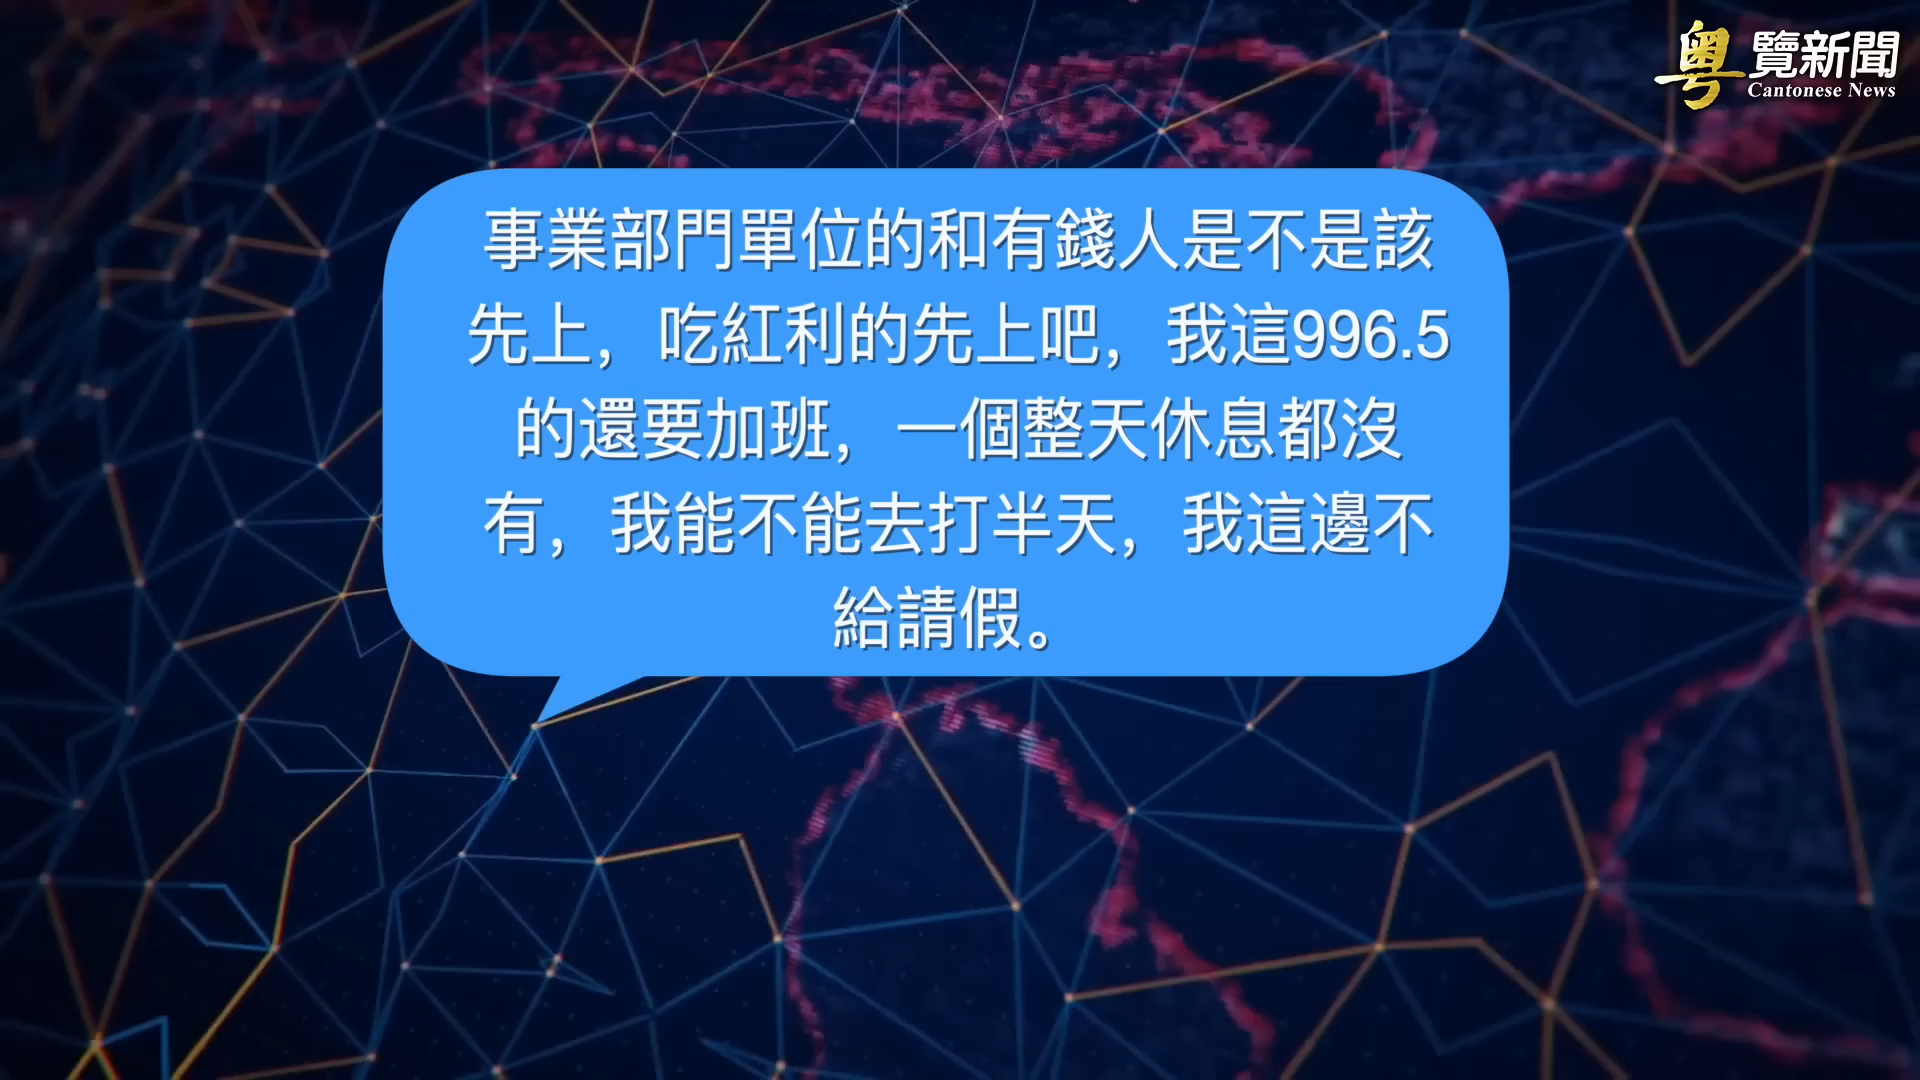 粵覽新聞
Cantonese News
事業部門單位的和有錢人是不是該
先上，吃紅利的先上吧，我這996.5
的還要加班，一個整天休息都沒
有，我能不能去打半天，我這邊不
給請假。